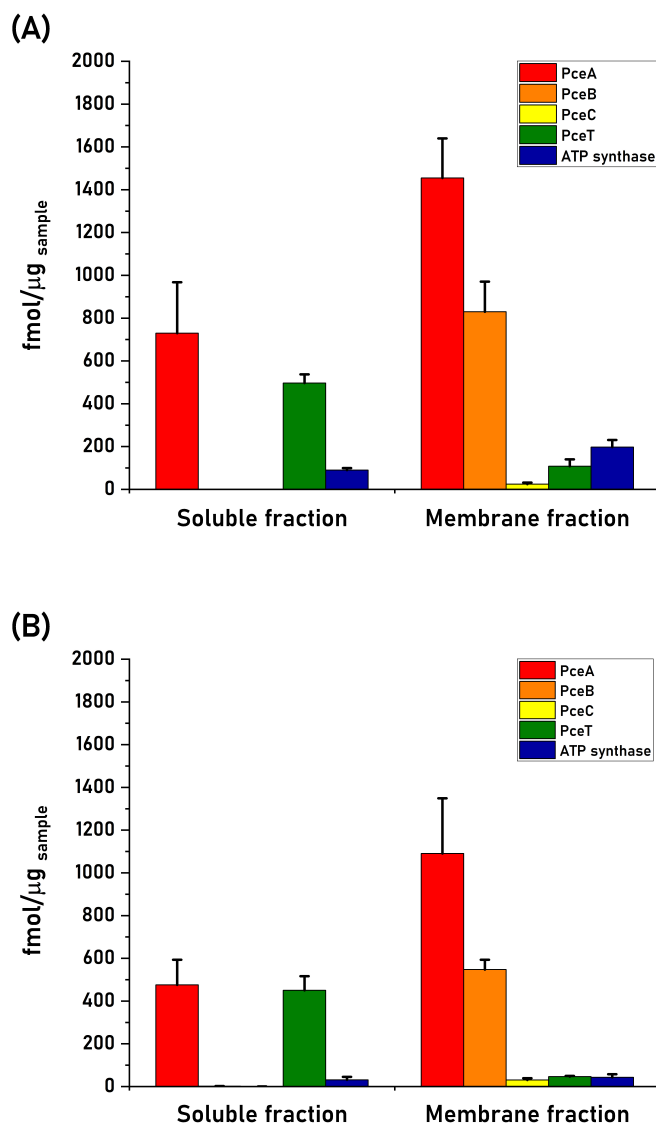 (A)
2000
1800
1600
1400
1200
1000
800
600
400
200
0
fmol/μg sample
PceA
PceB
PceC
PceT
ATP synthase
Soluble fraction
Membrane fraction
(B)
2000
1800
1600
1400
1200
1000
800
600
400
200
0
fmol/μg sample
PceA
PceB
PceC
PceT
ATP synthase
Soluble fraction
Membrane fraction